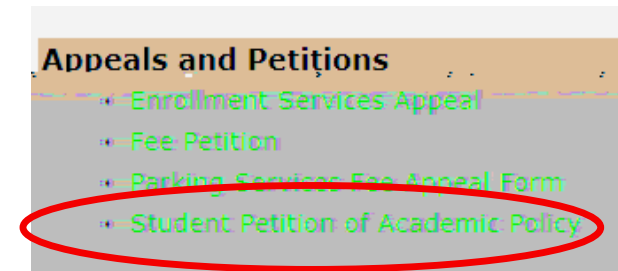 Appeals and Petitions
Enrollment Services Appeal
Fee Petition
Parking Services Fee Appeal Form
Student Petition of Academic Policy